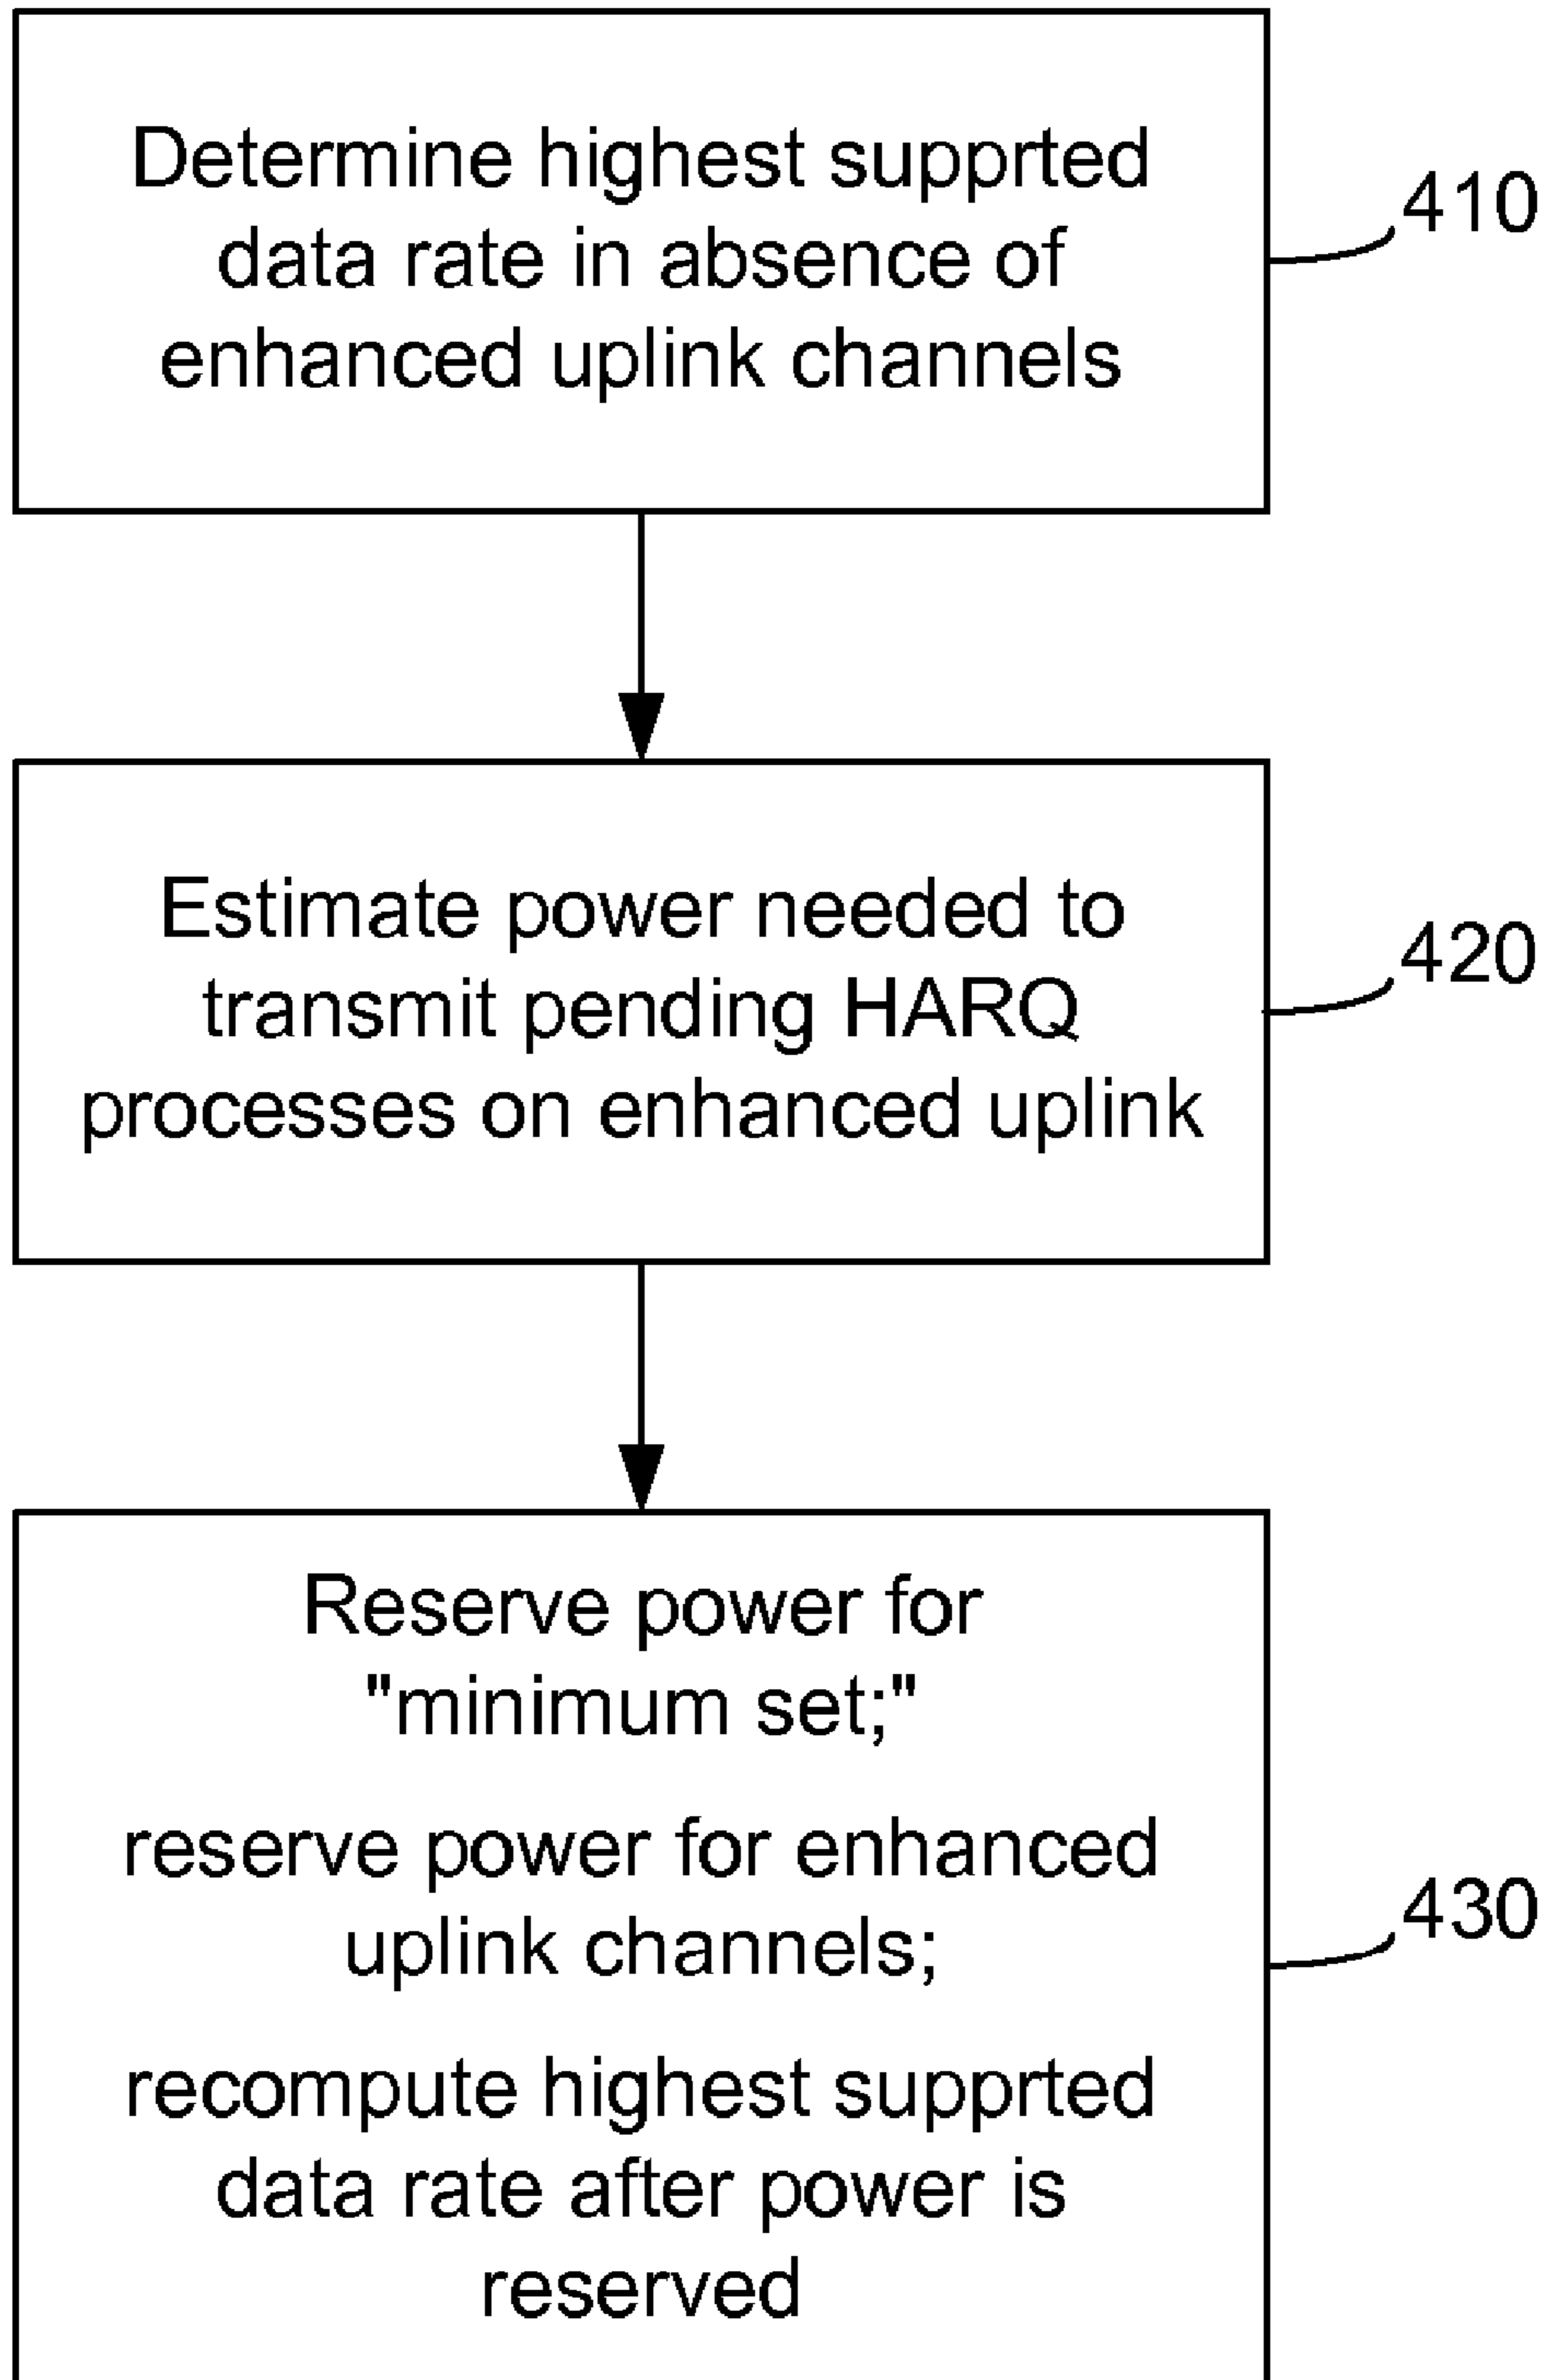 Determine highest supprted
data rate in absence of
enhanced uplink channels
410
Estimate power needed to
transmit pending HARQ
processes on enhanced uplink
420
Reserve power for
"minimum set;"
reserve power for enhanced
uplink channels;
recompute highest supprted
data rate after power is
reserved
430